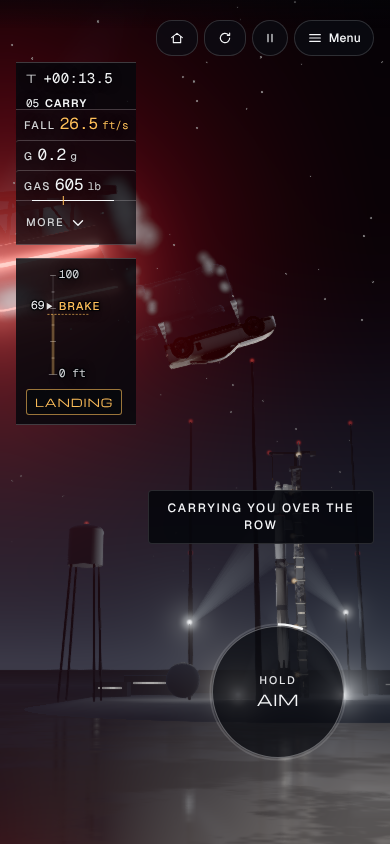 Menu
T +00:13.5
05 CARRY
FALL 26.5 ft/s
G 0.2 g
GAS 605 lb
MORE
100
69 BRAKE
0 ft
LANDING
CARRYING YOU OVER THE
ROW
HOLD
AIM